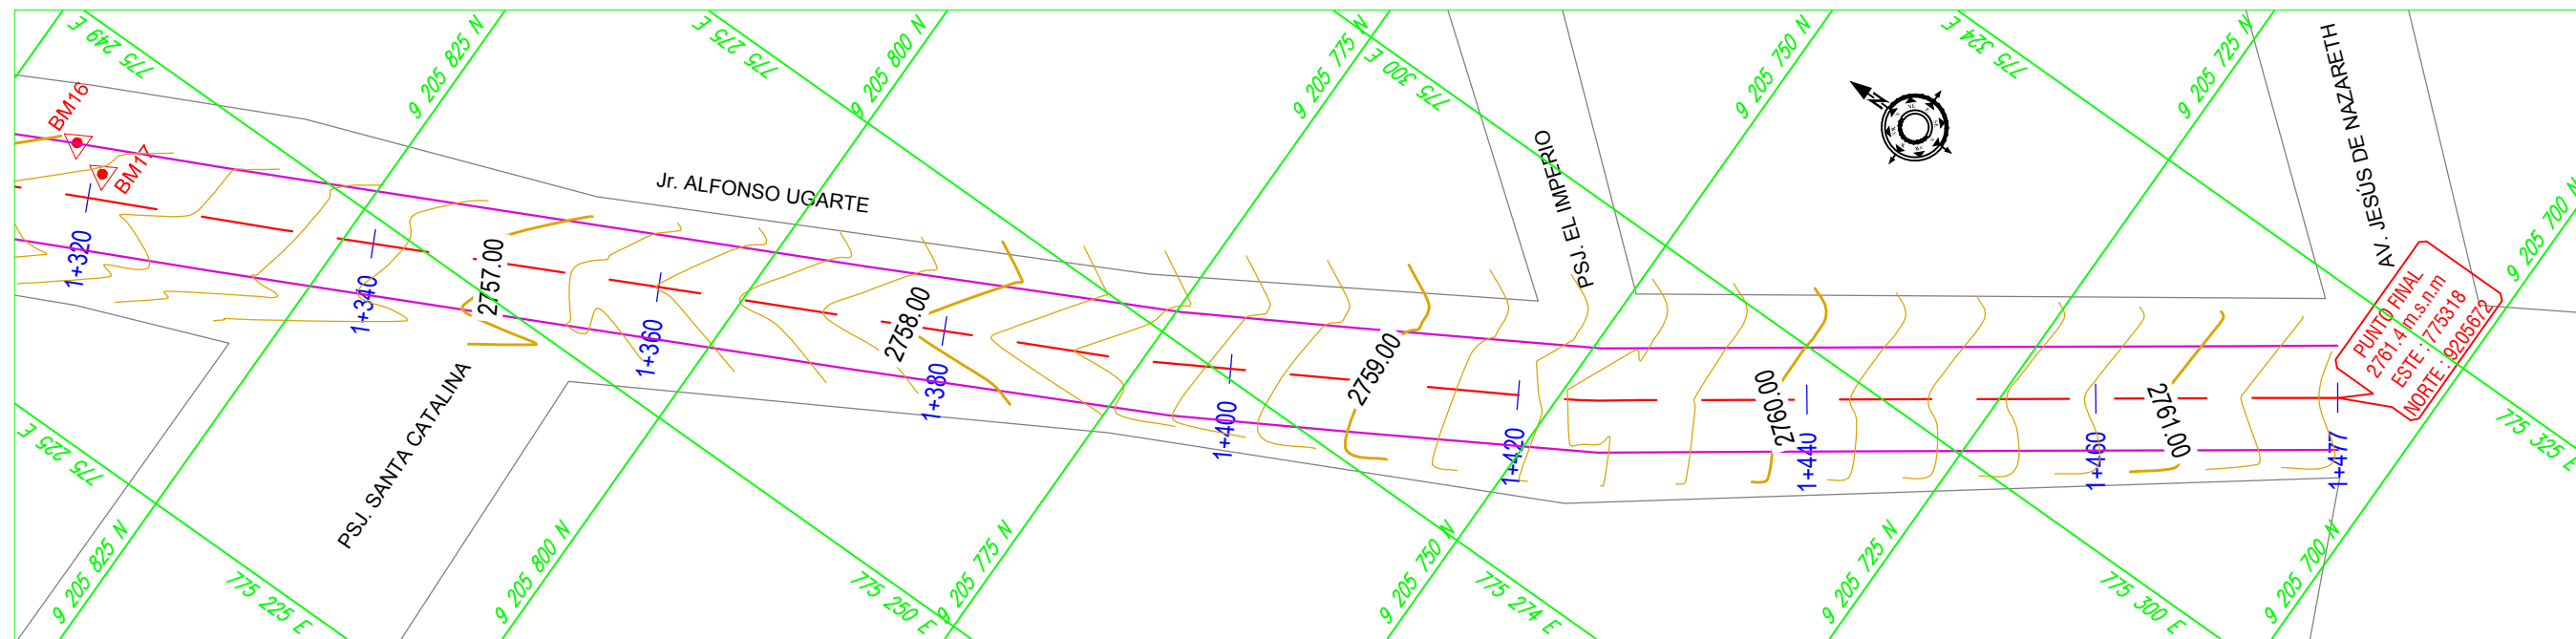 775 249 E
9 205 825 N
775 275 E
9 205 800 N
9 205 775 N
775 300 E
9 205 750 N
775 324 E
9 205 725 N
AV. JESÚS DE NAZARETH
9 205 700 N
BM16
BM17
Jr. ALFONSO UGARTE
PSJ. EL IMPERIO
N
1+320
1+340
2757.00
1+360
2758.00
1+380
2759.00
1+400
1+420
2760.00
1+440
2761.00
1+460
1+477
PUNTO FINAL
2761.4 m.s.n.m
ESTE : 775318
NORTE : 9205672
775 325 E
775 225 E
PSJ. SANTA CATALINA
9 205 825 N
775 225 E
9 205 800 N
775 250 E
9 205 775 N
9 205 750 N
775 274 E
9 205 725 N
775 300 E
9 205 700 N